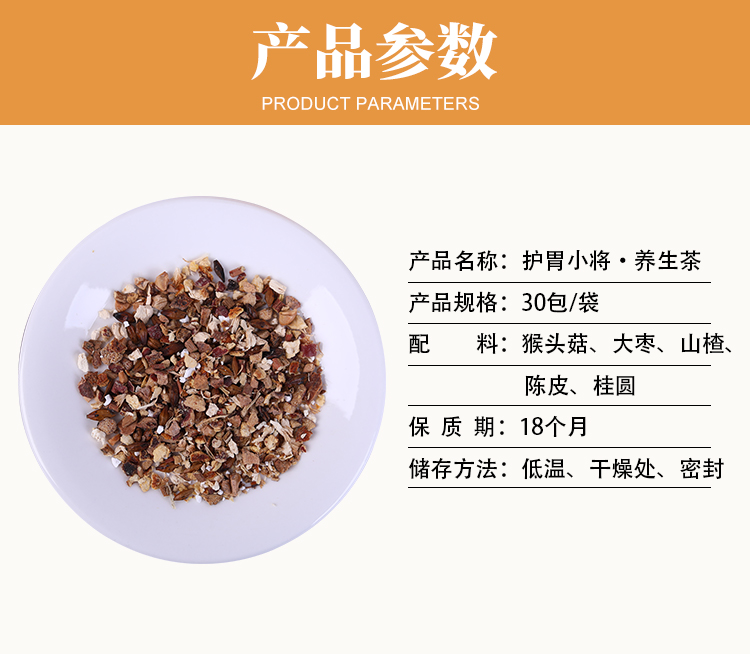 产品参数
PRODUCT PARAMETERS
产品名称：护胃小将·养生茶
产品规格：30包/袋
配　　料：猴头菇、大枣、山楂、
陈皮、桂圆
保 质 期：18个月
储存方法：低温、干燥处、密封